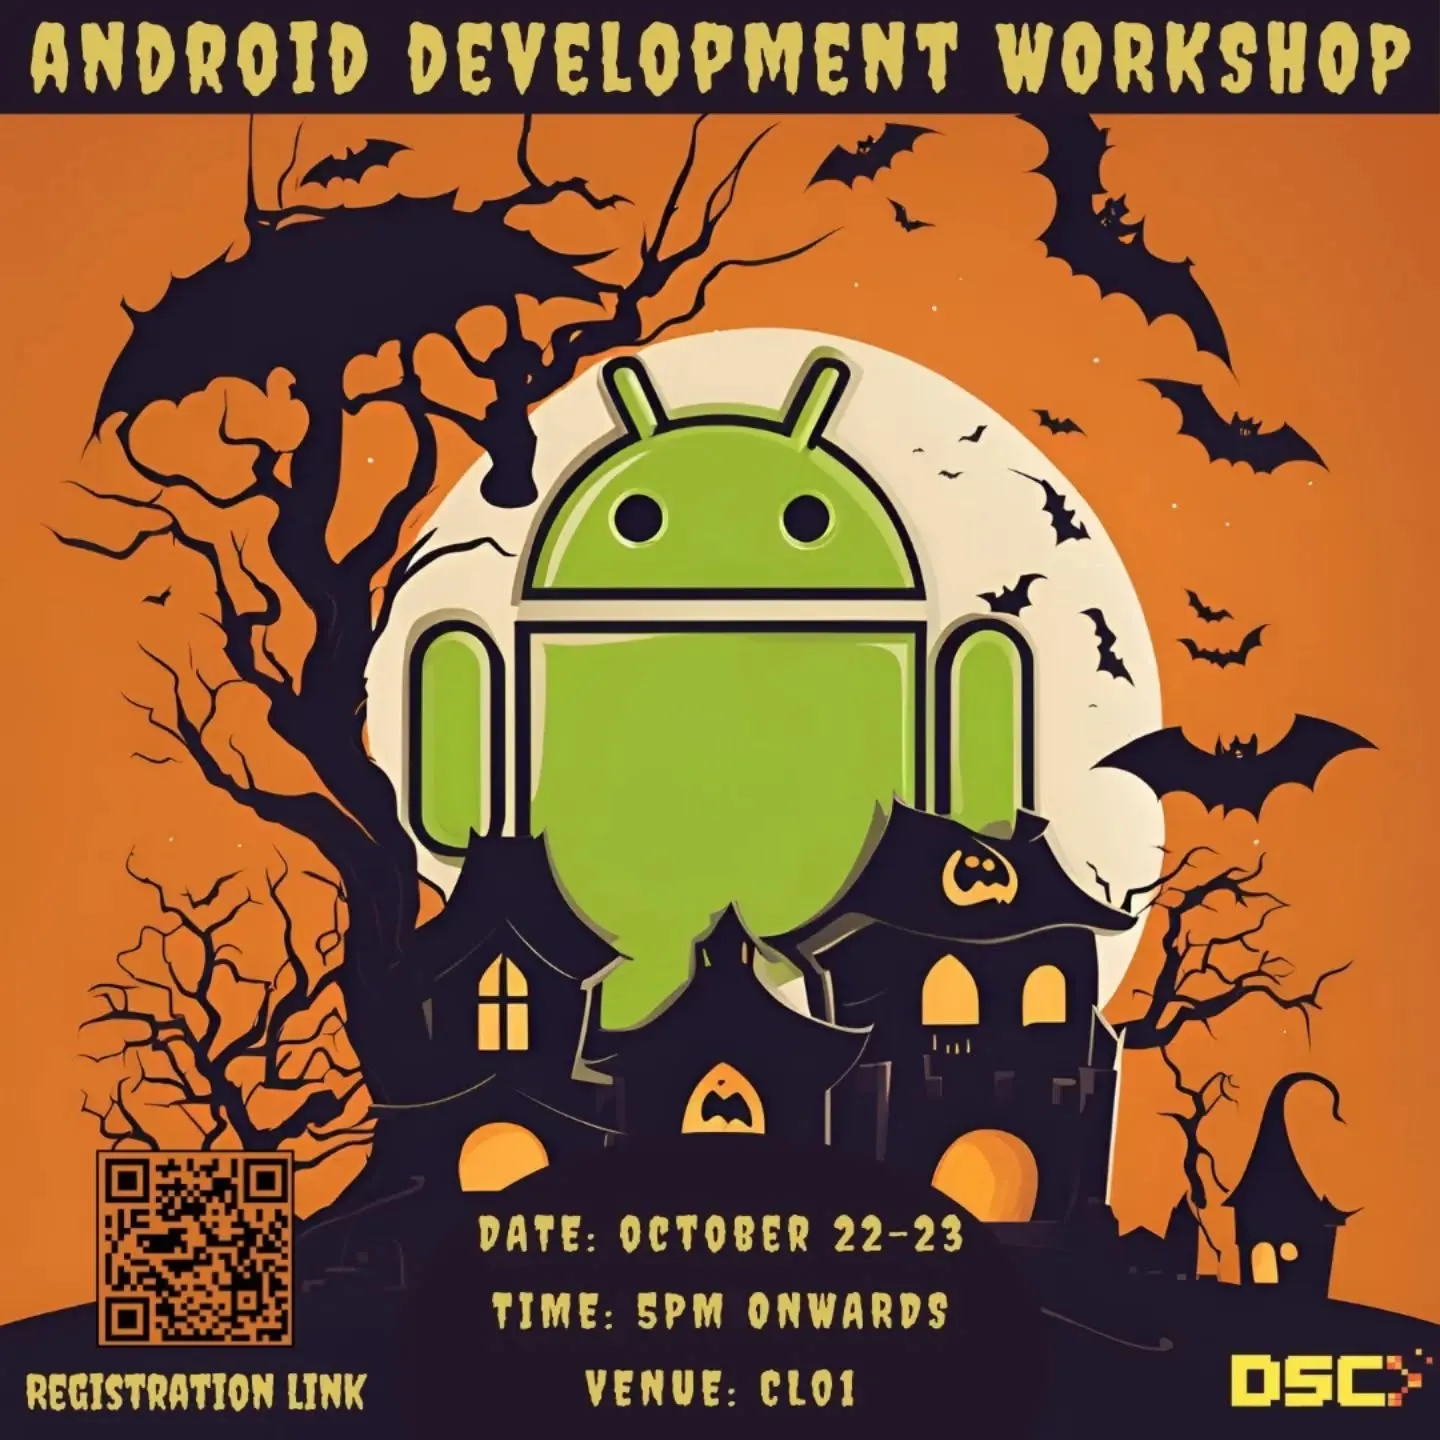 ANDROID DEVELOPMENT WORKSHOP
DATE: OCTOBER 22-23
TIME: 5PM ONWARDS
VENUE: CL01
REGISTRATION LINK
DSC